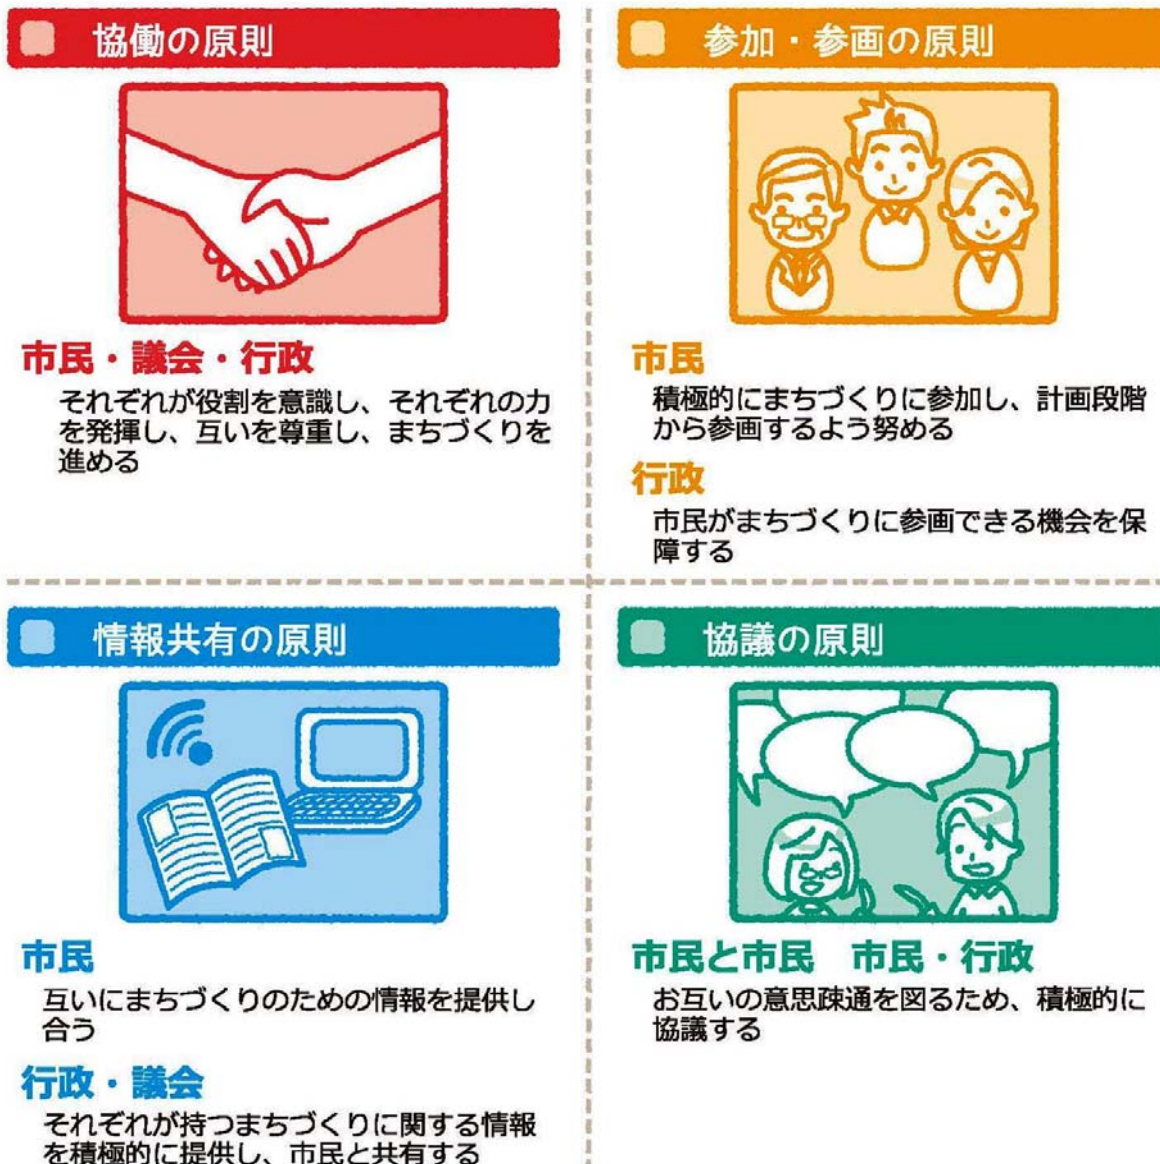 協働の原則
市民・議会・行政
それぞれが役割を意識し、それぞれの力
を発揮し、互いを尊重し、まちづくりを
進める
参加・参画の原則
市民
積極的にまちづくりに参加し、計画段階
から参画するよう努める
行政
市民がまちづくりに参画できる機会を保
障する
情報共有の原則
市民
互いにまちづくりのための情報を提供し
合う
行政・議会
それぞれが持つまちづくりに関する情報
を積極的に提供し、市民と共有する
協議の原則
市民と市民　市民・行政
お互いの意思疎通を図るため、積極的に
協議する